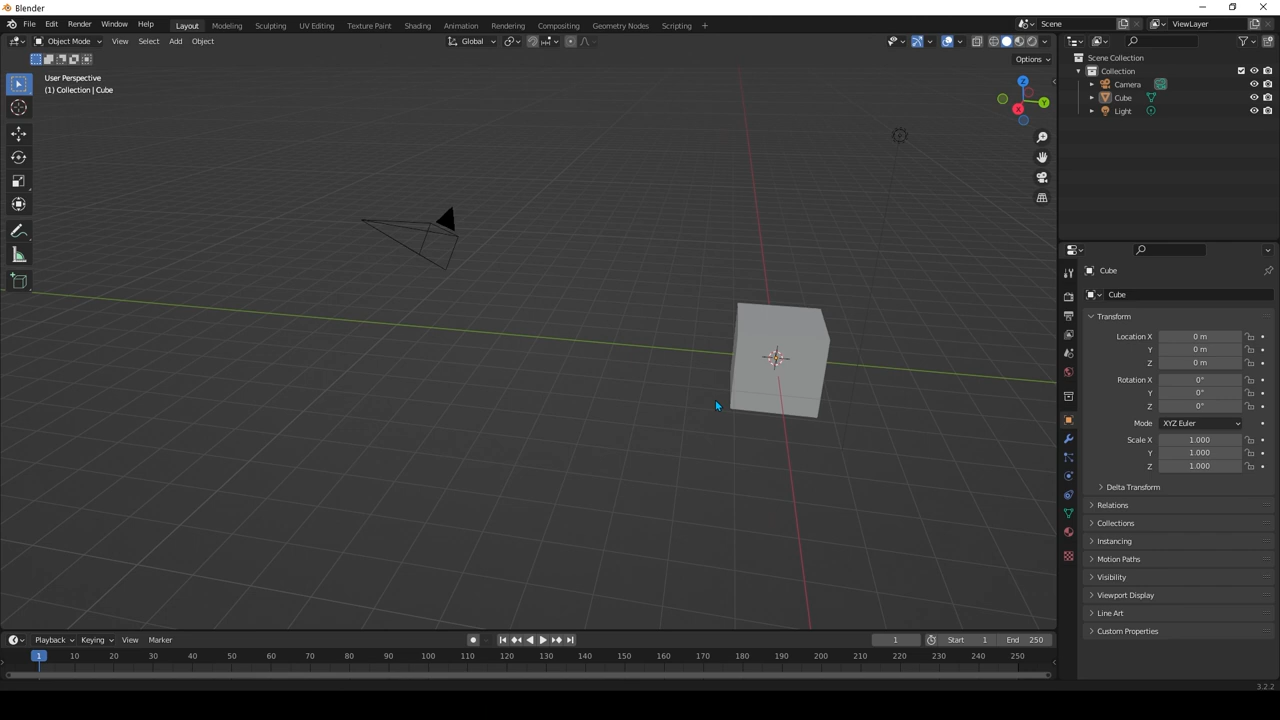 Blender
File Edit Render Window Help Layout Modeling Sculpting UV Editing Texture Paint Shading Animation Rendering Compositing Geometry Nodes Scripting + Scene ViewLayer
Object Mode View Select Add Object Global
Options
User Perspective
(1) Collection | Cube
X Y Z
Scene Collection
Collection
Camera
Cube
Light
Cube
Cube
Transform
Location X 0 m
Y 0 m
Z 0 m
Rotation X 0°
Y 0°
Z 0°
Mode XYZ Euler
Scale X 1.000
Y 1.000
Z 1.000
Delta Transform
Relations
Collections
Instancing
Motion Paths
Visibility
Viewport Display
Line Art
Custom Properties
Playback Keying View Marker 1 Start 1 End 250
1 10 20 30 40 50 60 70 80 90 100 110 120 130 140 150 160 170 180 190 200 210 220 230 240 250
3.2.2